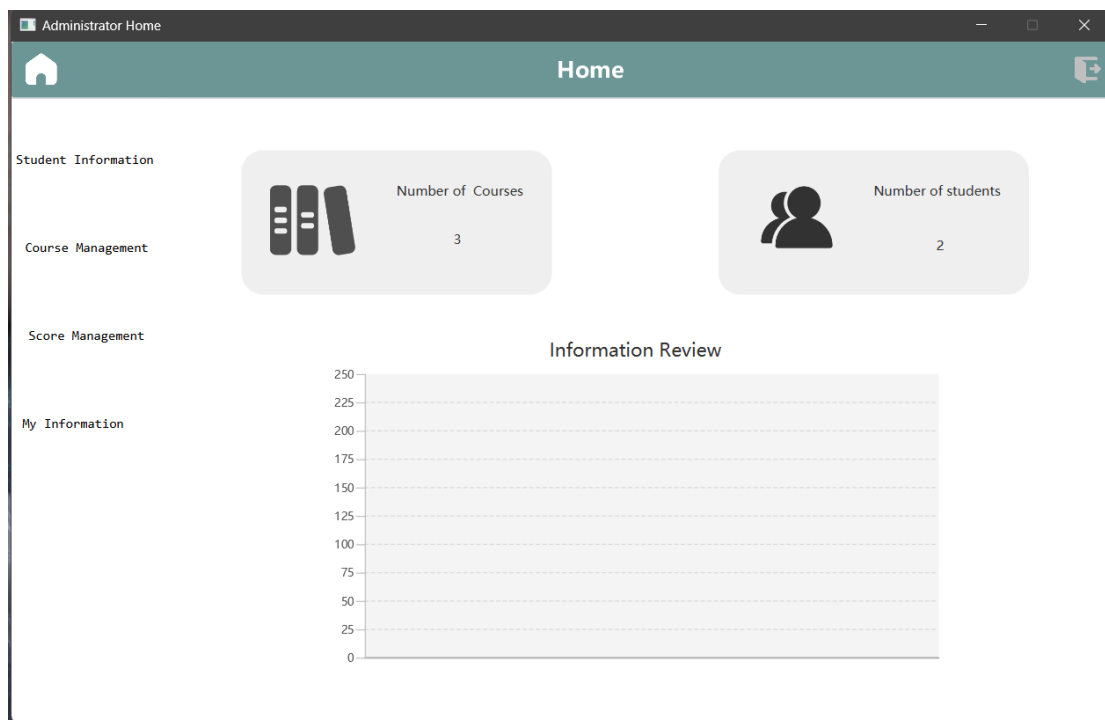 Administrator Home
Home
Student Information
Course Management
Score Management
My Information
Number of  Courses
3
Number of students
2
Information Review
250
225
200
175
150
125
100
75
50
25
0